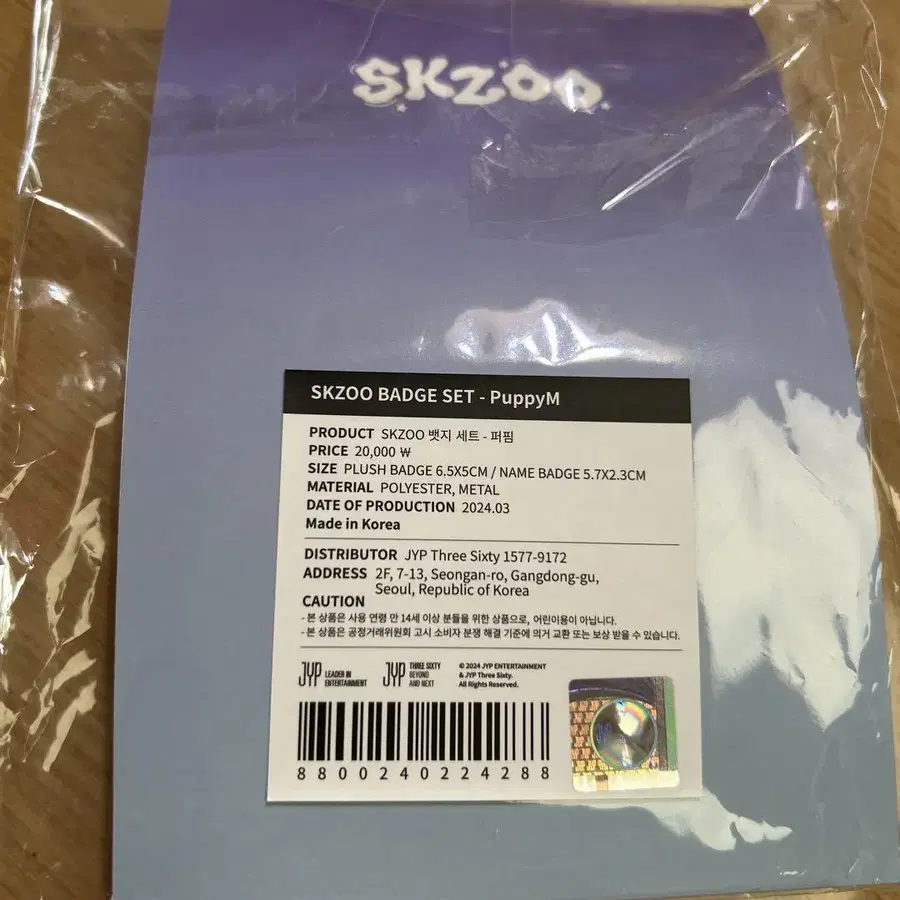 SKZOO
SKZOO BADGE SET - PuppyM
PRODUCT SKZOO 뱃지 세트 - 퍼핌
PRICE 20,000 ₩
SIZE PLUSH BADGE 6.5X5CM / NAME BADGE 5.7X2.3CM
MATERIAL POLYESTER, METAL
DATE OF PRODUCTION 2024.03
Made in Korea
DISTRIBUTOR JYP Three Sixty 1577-9172
ADDRESS 2F, 7-13, Seongan-ro, Gangdong-gu,
Seoul, Republic of Korea
CAUTION
- 본 상품은 사용 연령 만 14세 이상 분들을 위한 상품으로, 어린이용이 아닙니다.
- 본 상품은 공정거래위원회 고시 소비자 분쟁 해결 기준에 의거 교환 또는 보상 받을 수 있습니다.
JYP LEADER IN ENTERTAINMENT
JYP THREE SIXTY BEYOND AND NEXT
© 2024 JYP ENTERTAINMENT
& JYP Three Sixty.
All Rights Reserved.
8800240224288
JYP